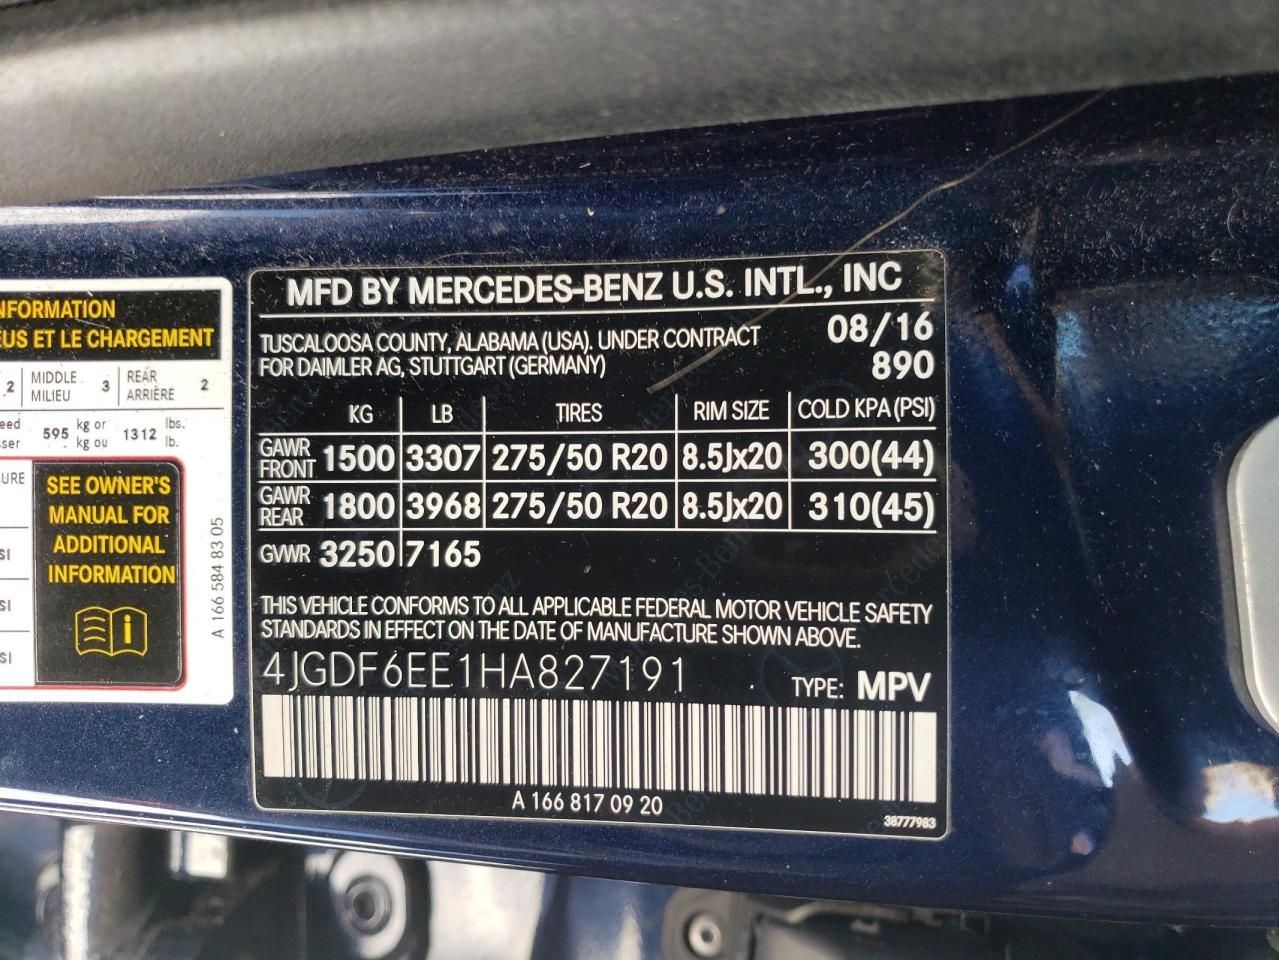 NFORMATION
EUS ET LE CHARGEMENT
2 MIDDLE MILIEU 3 REAR ARRIÈRE 2
595 kg or kg ou 1312 lbs. lb.
SEE OWNER'S
MANUAL FOR
ADDITIONAL
INFORMATION
A 166 584 83 05
MFD BY MERCEDES-BENZ U.S. INTL., INC
TUSCALOOSA COUNTY, ALABAMA (USA). UNDER CONTRACT
FOR DAIMLER AG, STUTTGART (GERMANY)
08/16
890
KG LB TIRES RIM SIZE COLD KPA (PSI)
GAWR FRONT 1500 3307 275/50 R20 8.5Jx20 300(44)
GAWR REAR 1800 3968 275/50 R20 8.5Jx20 310(45)
GVWR 3250 7165
THIS VEHICLE CONFORMS TO ALL APPLICABLE FEDERAL MOTOR VEHICLE SAFETY
STANDARDS IN EFFECT ON THE DATE OF MANUFACTURE SHOWN ABOVE.
4JGDF6EE1HA827191 TYPE: MPV
A 166 817 09 20
38777983